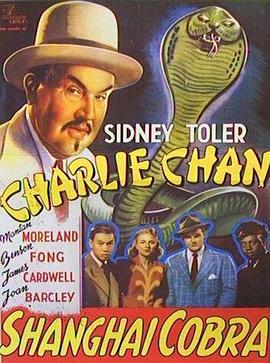 SIDNEY TOLER
CHARLIE CHAN
Mantan
MORELAND
Benson
FONG
James
CARDWELL
Joan
BARCLEY
SHANGHAI COBRA